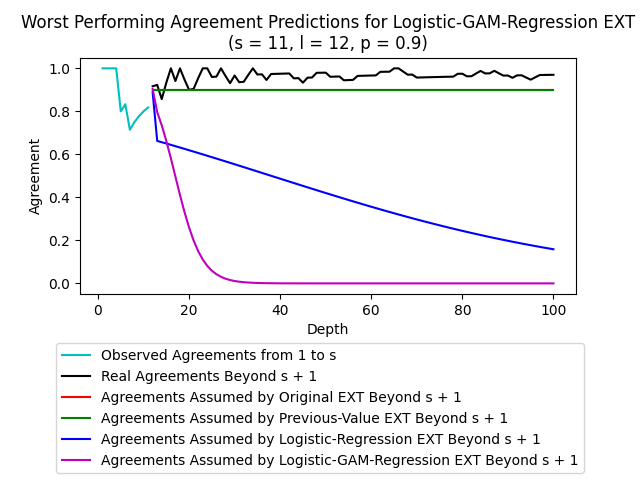 Worst Performing Agreement Predictions for Logistic-GAM-Regression EXT
(s = 11, l = 12, p = 0.9)
1.0
0.8
0.6
0.4
0.2
0.0
Agreement
0 20 40 60 80 100
Depth
Observed Agreements from 1 to s
Real Agreements Beyond s + 1
Agreements Assumed by Original EXT Beyond s + 1
Agreements Assumed by Previous-Value EXT Beyond s + 1
Agreements Assumed by Logistic-Regression EXT Beyond s + 1
Agreements Assumed by Logistic-GAM-Regression EXT Beyond s + 1